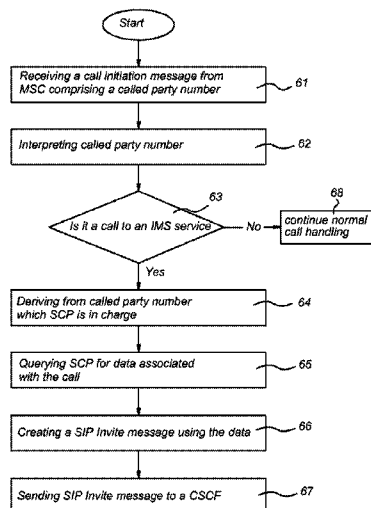 Start
Receiving a call initiation message from
MSC comprising a called party number
61
Interpreting called party number
62
63
Is it a call to an IMS service
No
68
continue normal
call handling
Yes
Deriving from called party number
which SCP is in charge
64
Querying SCP for data associated
with the call
65
Creating a SIP Invite message using the data
66
Sending SIP Invite message to a CSCF
67